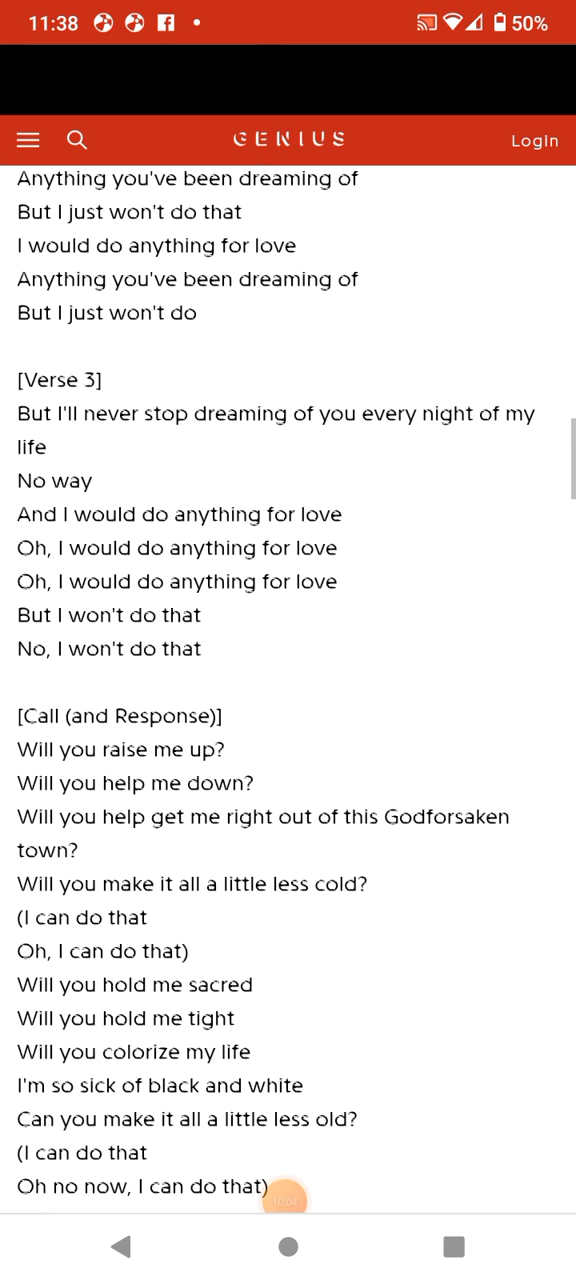 11:38
50%
GENIUS
LogIn
Anything you've been dreaming of
But I just won't do that
I would do anything for love
Anything you've been dreaming of
But I just won't do
[Verse 3]
But I'll never stop dreaming of you every night of my
life
No way
And I would do anything for love
Oh, I would do anything for love
Oh, I would do anything for love
But I won't do that
No, I won't do that
[Call (and Response)]
Will you raise me up?
Will you help me down?
Will you help get me right out of this Godforsaken
town?
Will you make it all a little less cold?
(I can do that
Oh, I can do that)
Will you hold me sacred
Will you hold me tight
Will you colorize my life
I'm so sick of black and white
Can you make it all a little less old?
(I can do that
Oh no now, I can do that)
10:04